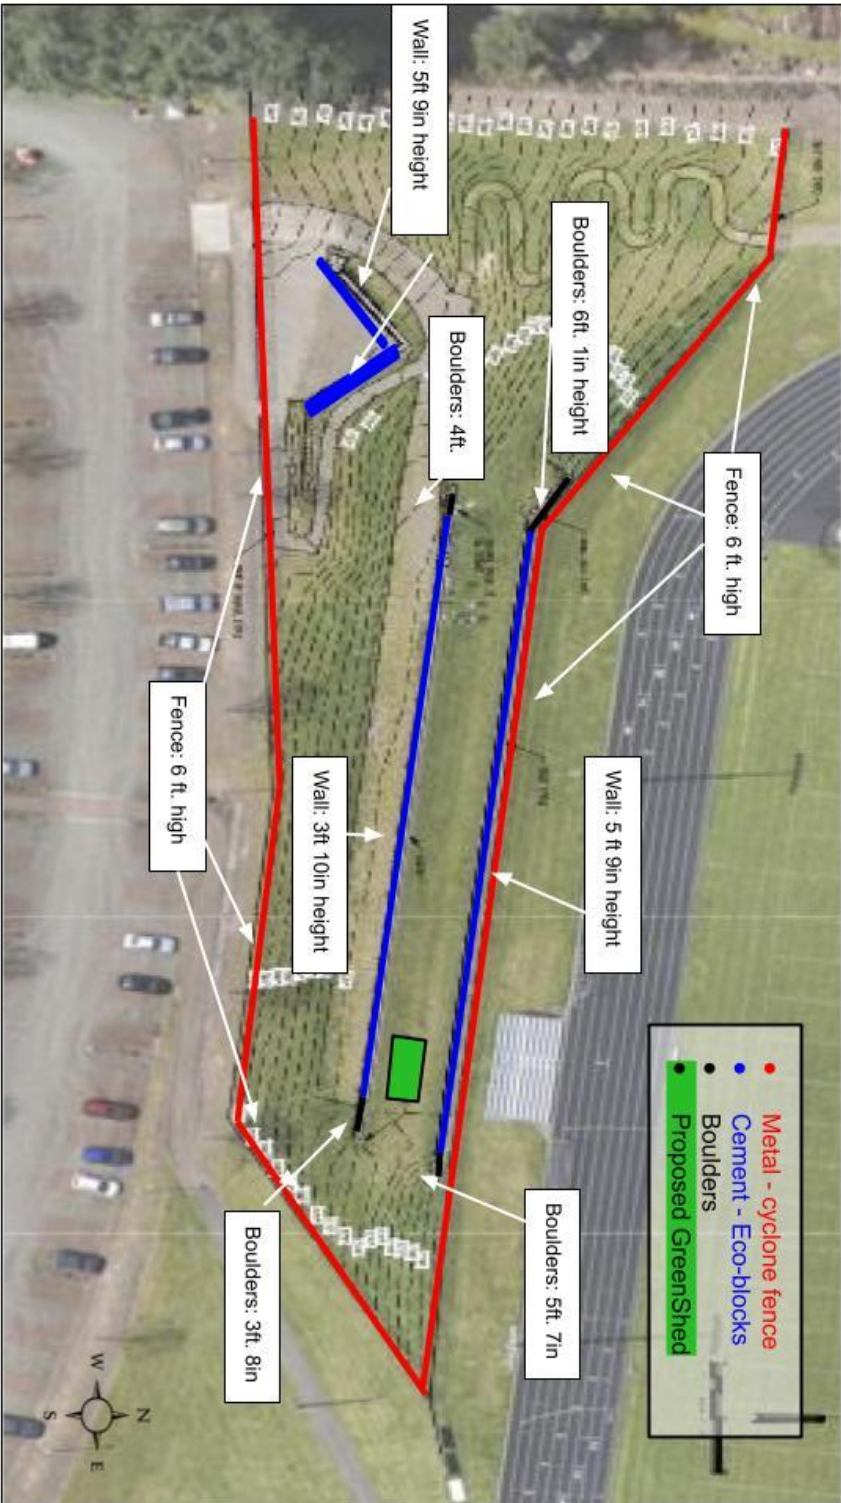 Wall: 5ft 9in height
Boulders: 6ft. 1in height
Boulders: 4ft.
Fence: 6 ft. high
Fence: 6 ft. high
Wall: 3ft 10in height
Wall: 5 ft 9in height
Metal - cyclone fence
Cement - Eco-blocks
Boulders
Proposed GreenShed
Boulders: 5ft. 7in
Boulders: 3ft. 8in
N
W
E
S